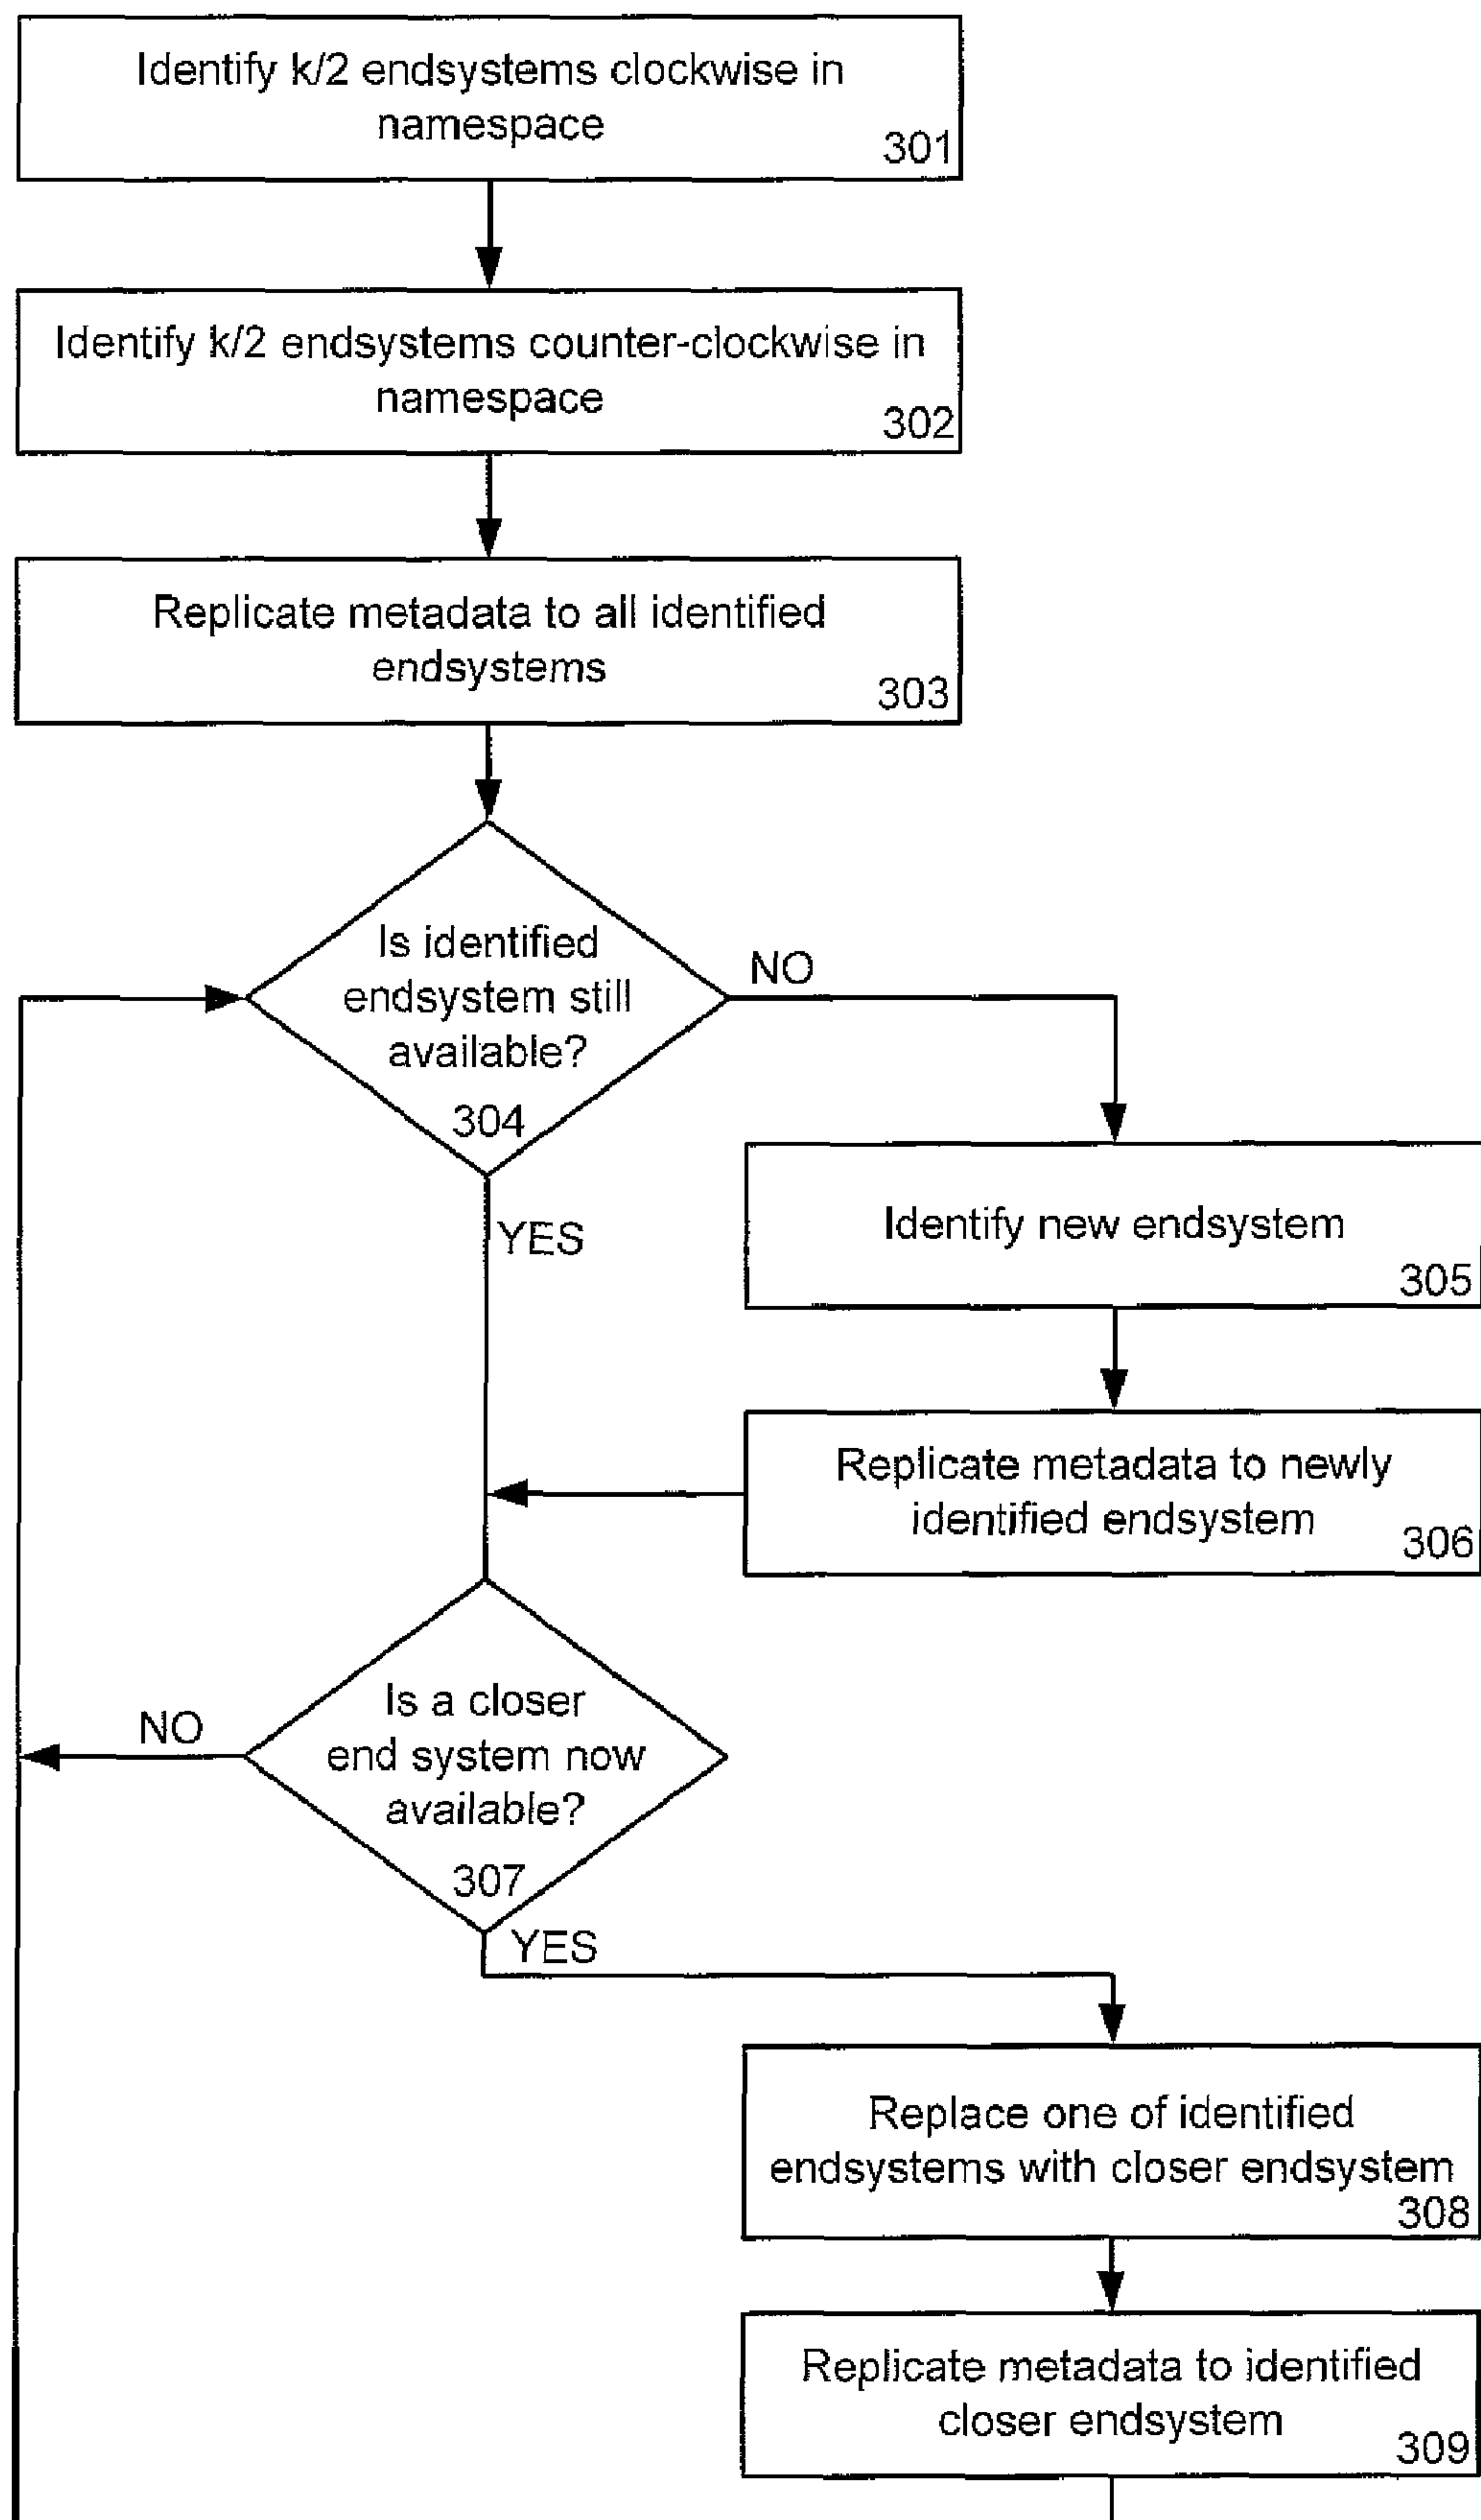 Identify k/2 endsystems clockwise in
namespace
301
Identify k/2 endsystems counter-clockwise in
namespace
302
Replicate metadata to all identified
endsystems
303
Is identified
endsystem still
available?
304
NO
YES
Identify new endsystem
305
Replicate metadata to newly
identified endsystem
306
Is a closer
end system now
available?
307
NO
YES
Replace one of identified
endsystems with closer endsystem
308
Replicate metadata to identified
closer endsystem
309